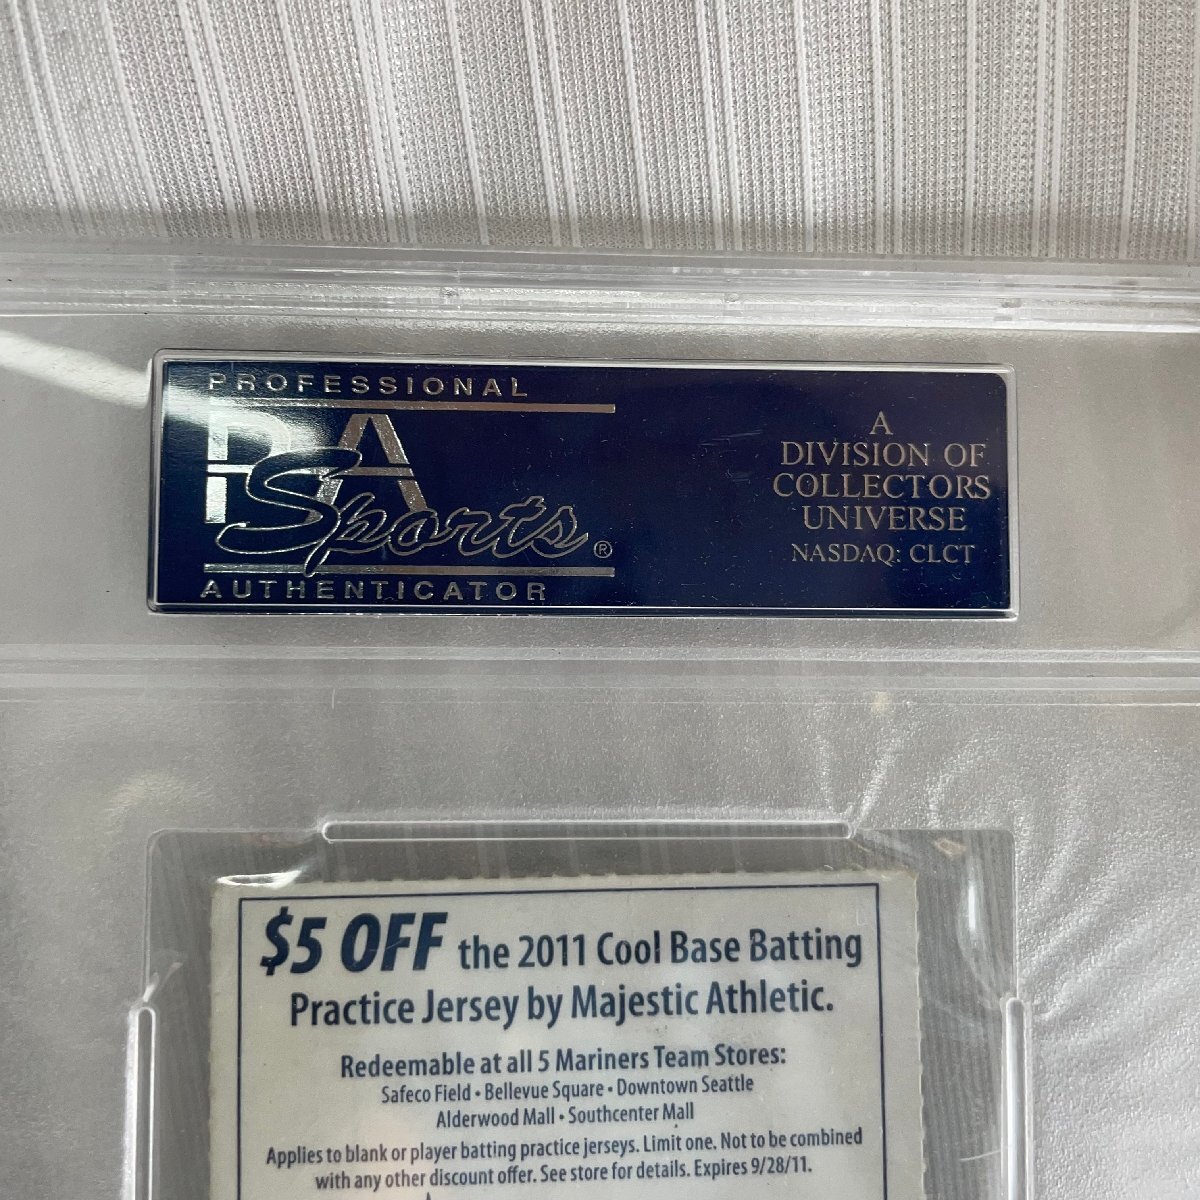 PROFESSIONAL
PSA
Sports®
AUTHENTICATOR
A
DIVISION OF
COLLECTORS
UNIVERSE
NASDAQ: CLCT
$5 OFF the 2011 Cool Base Batting
Practice Jersey by Majestic Athletic.
Redeemable at all 5 Mariners Team Stores:
Safeco Field • Bellevue Square • Downtown Seattle
Alderwood Mall • Southcenter Mall
Applies to blank or player batting practice jerseys. Limit one. Not to be combined
with any other discount offer. See store for details. Expires 9/28/11.